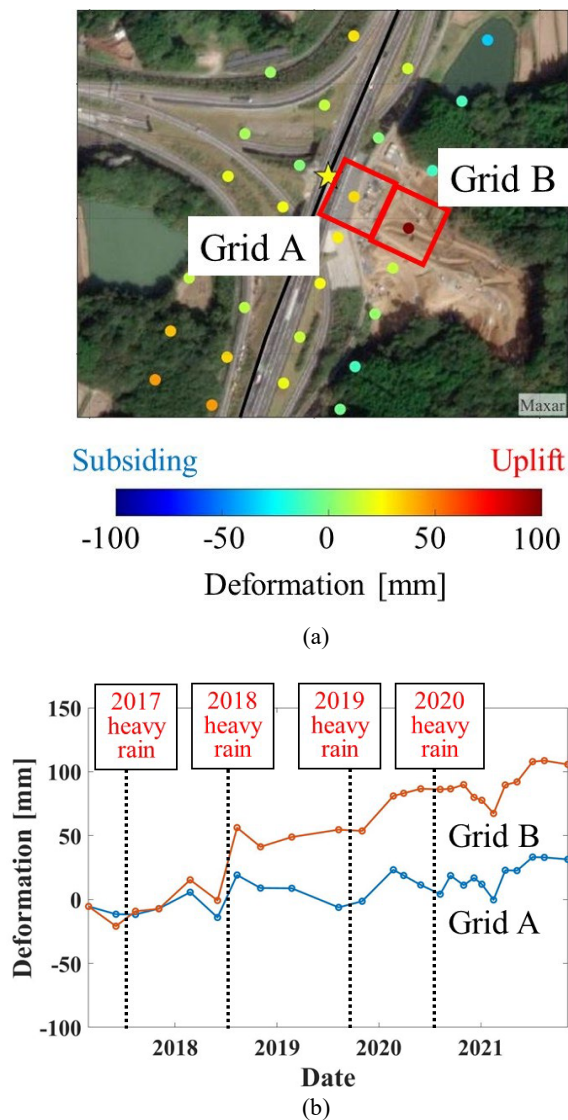 Grid B
Grid A
Maxar
Subsiding
Uplift
-100 -50 0 50 100
Deformation [mm]
(a)
2017 heavy rain
2018 heavy rain
2019 heavy rain
2020 heavy rain
150
100
50
0
-50
-100
Deformation [mm]
Grid B
Grid A
2018 2019 2020 2021
Date
(b)